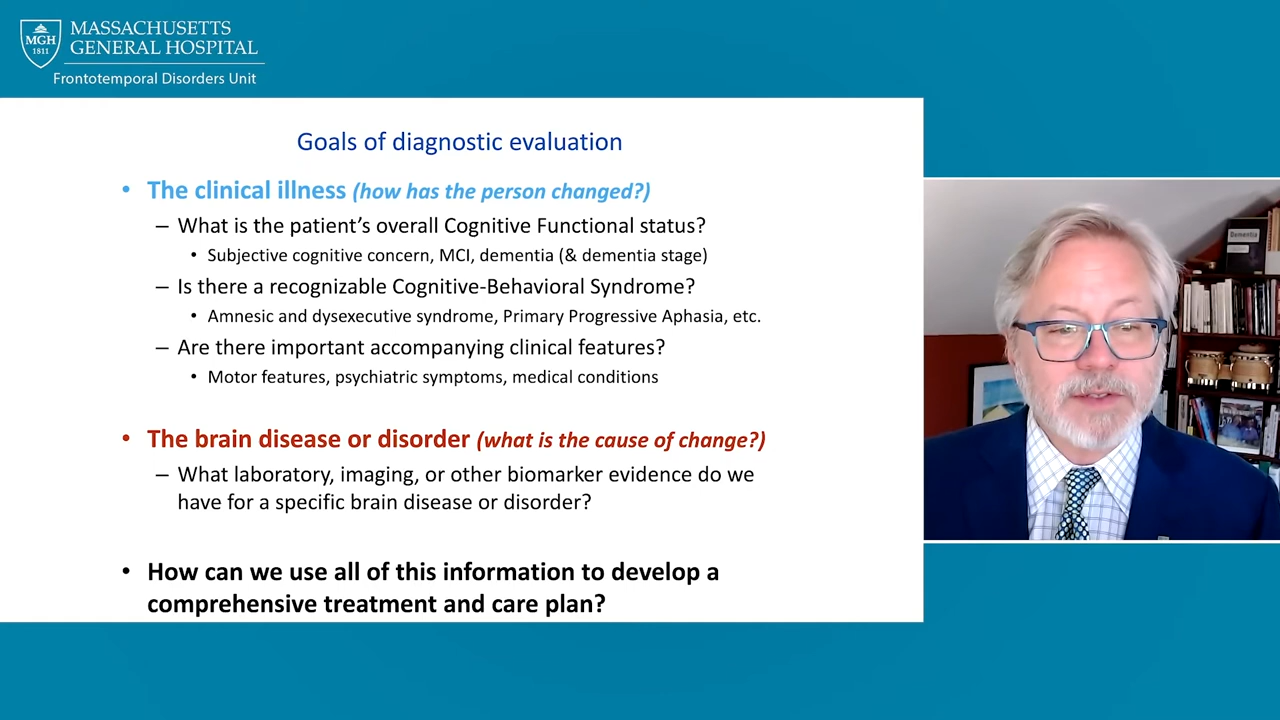 MASSACHUSETTS
GENERAL HOSPITAL
MGH
1811
Frontotemporal Disorders Unit
Goals of diagnostic evaluation
• The clinical illness (how has the person changed?)
– What is the patient's overall Cognitive Functional status?
• Subjective cognitive concern, MCI, dementia (& dementia stage)
– Is there a recognizable Cognitive-Behavioral Syndrome?
• Amnesic and dysexecutive syndrome, Primary Progressive Aphasia, etc.
– Are there important accompanying clinical features?
• Motor features, psychiatric symptoms, medical conditions
• The brain disease or disorder (what is the cause of change?)
– What laboratory, imaging, or other biomarker evidence do we
have for a specific brain disease or disorder?
• How can we use all of this information to develop a
comprehensive treatment and care plan?
Dementia